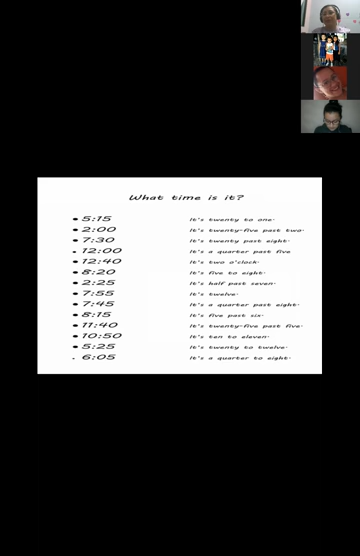 What time is it?
5:15 It's twenty to one.
2:00 It's twenty-five past two.
7:30 It's twenty past eight.
12:00 It's a quarter past five
12:40 It's two o'clock.
8:20 It's five to eight.
2:25 It's half past seven.
7:55 It's twelve.
7:45 It's a quarter past eight.
8:15 It's five past six.
11:40 It's twenty-five past five.
10:50 It's ten to eleven.
5:25 It's twenty to twelve.
6:05 It's a quarter to eight.